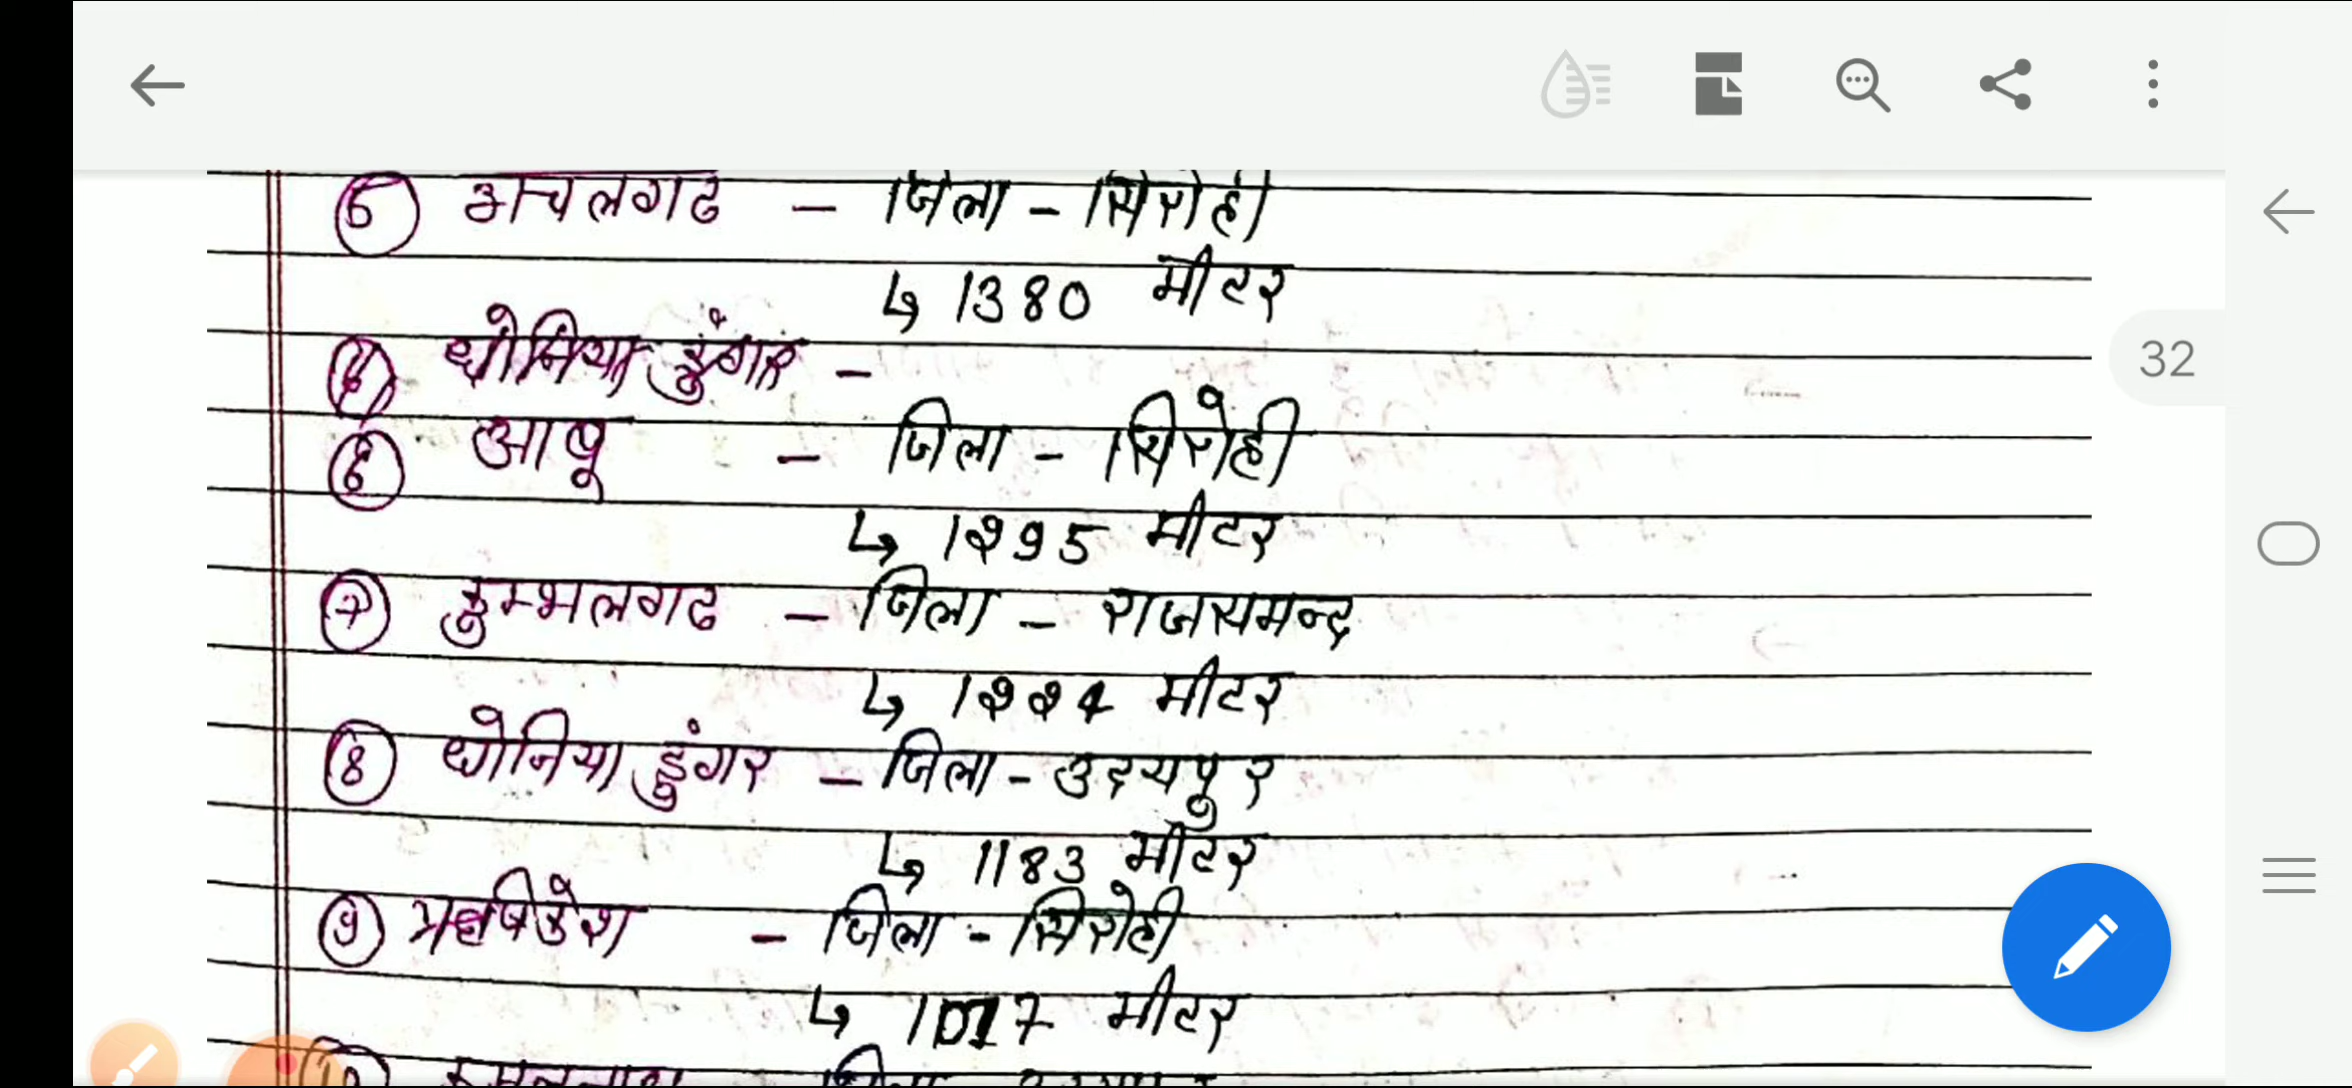 ⑤ अचलगढ - जिला - सिरोही
↳ 1380 मीटर
32
धोनिया डुंगर -
⑥ आबू - जिला - सिरोही
↳ 1295 मीटर
⑦ कुम्भलगढ - जिला - राजसमन्द
↳ 1224 मीटर
⑧ धोनिया डुंगर - जिला - उदयपुर
↳ 1183 मीटर
⑨ - जिला - सिरोही
↳ 1017 मीटर